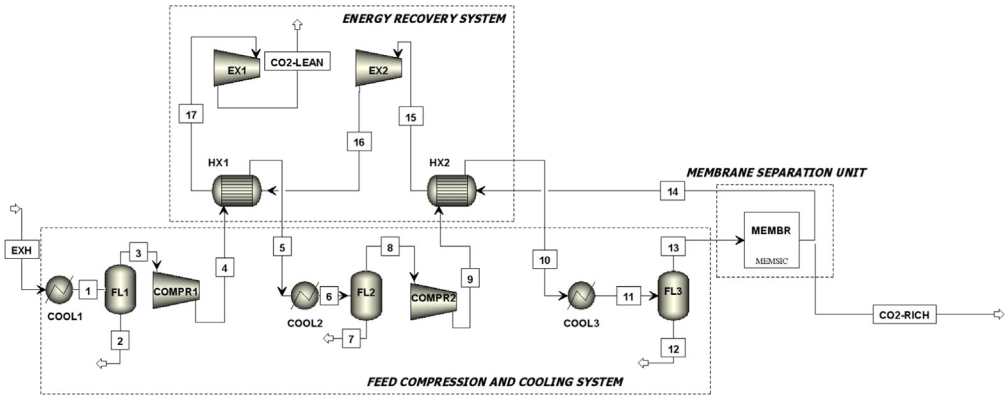 ENERGY RECOVERY SYSTEM
EX1
CO2-LEAN
EX2
17
16
15
HX1
HX2
MEMBRANE SEPARATION UNIT
14
EXH
3
4
5
8
9
10
13
MEMBR
MEMSIC
1
FL1
COMPR1
6
FL2
COMPR2
11
FL3
COOL1
COOL2
COOL3
2
7
12
CO2-RICH
FEED COMPRESSION AND COOLING SYSTEM